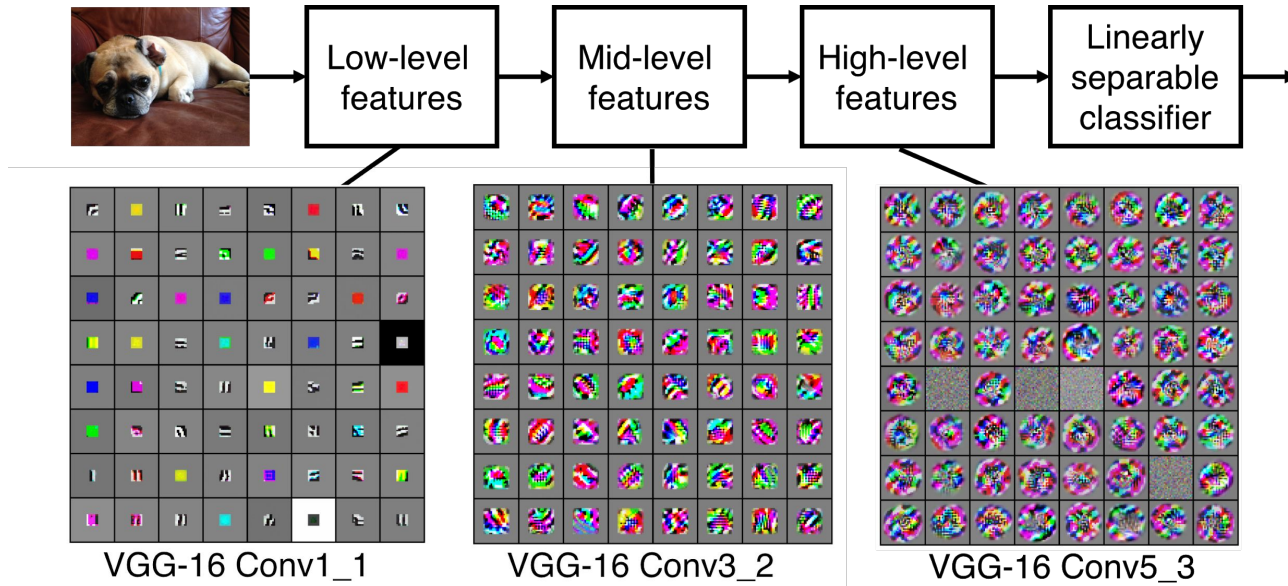 Low-level
features
Mid-level
features
High-level
features
Linearly
separable
classifier
VGG-16 Conv1_1
VGG-16 Conv3_2
VGG-16 Conv5_3